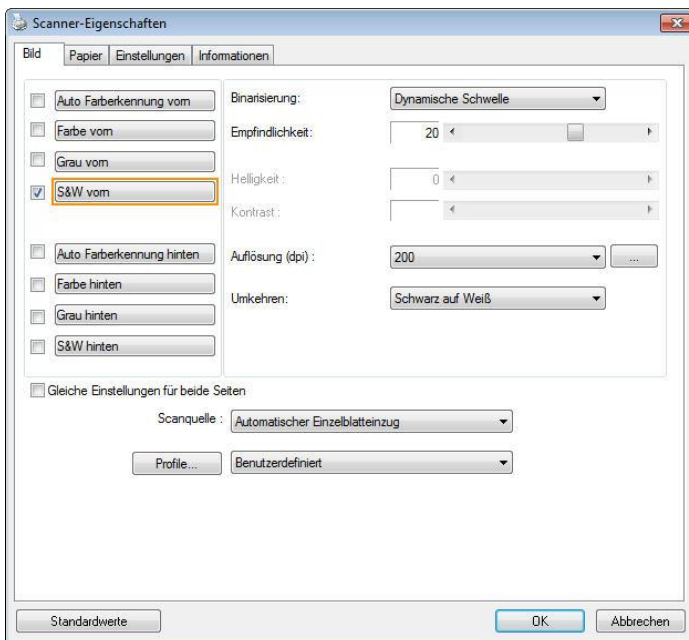 Scanner-Eigenschaften
Bild Papier Einstellungen Informationen
Auto Farberkennung vorn
Farbe vorn
Grau vorn
S&W vorn
Auto Farberkennung hinten
Farbe hinten
Grau hinten
S&W hinten
Binarisierung: Dynamische Schwelle
Empfindlichkeit: 20
Helligkeit : 0
Kontrast :
Auflösung (dpi) : 200 ...
Umkehren: Schwarz auf Weiß
Gleiche Einstellungen für beide Seiten
Scanquelle : Automatischer Einzelblatteinzug
Profile... Benutzerdefiniert
Standardwerte OK Abbrechen